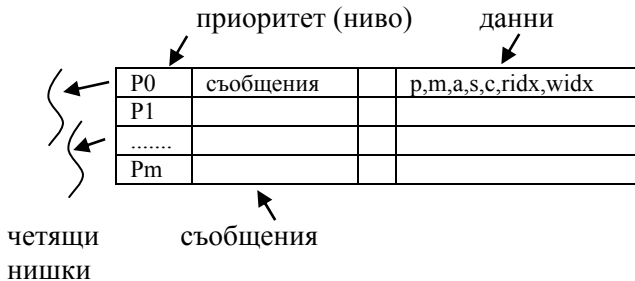 приоритет (ниво) данни
P0 съобщения p,m,a,s,c,ridx,widx
P1
.......
Pm
четящи съобщения
нишки